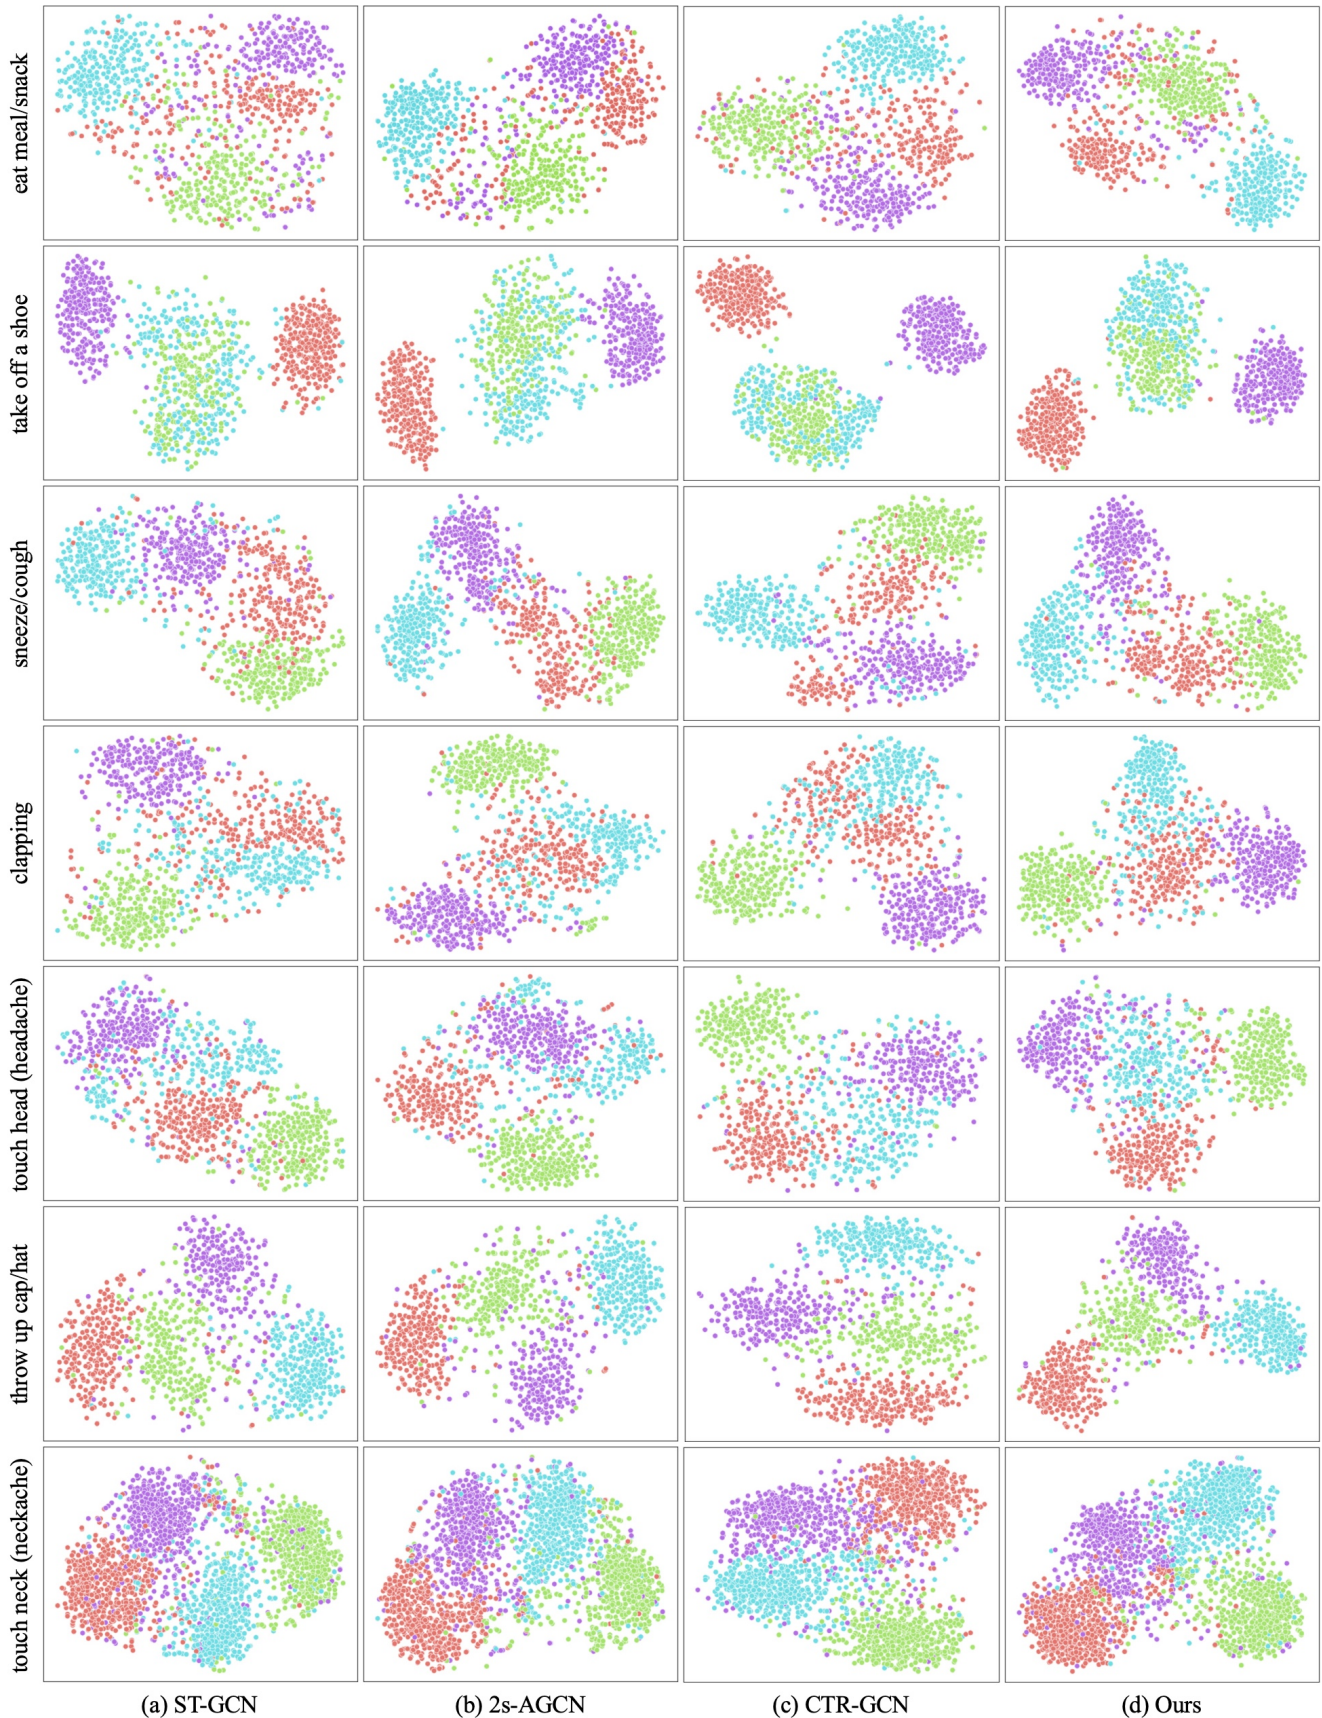 eat meal/snack
take off a shoe
sneeze/cough
clapping
touch head (headache)
throw up cap/hat
touch neck (neckache)
(a) ST-GCN
(b) 2s-AGCN
(c) CTR-GCN
(d) Ours